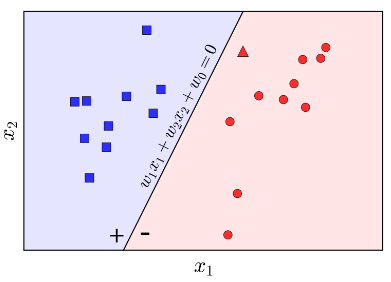 x₂
w₁x₁ + w₂x₂ + w₀ = 0
+ -
x₁